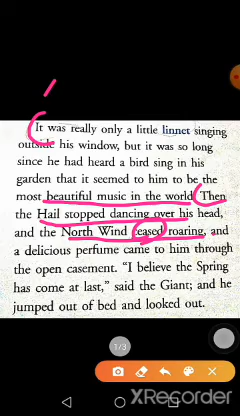 It was really only a little linnet singing
outside his window, but it was so long
since he had heard a bird sing in his
garden that it seemed to him to be the
most beautiful music in the world. Then
the Hail stopped dancing over his head,
and the North Wind ceased roaring, and
a delicious perfume came to him through
the open casement. “I believe the Spring
has come at last,” said the Giant; and he
jumped out of bed and looked out.
1/3
XRecorder